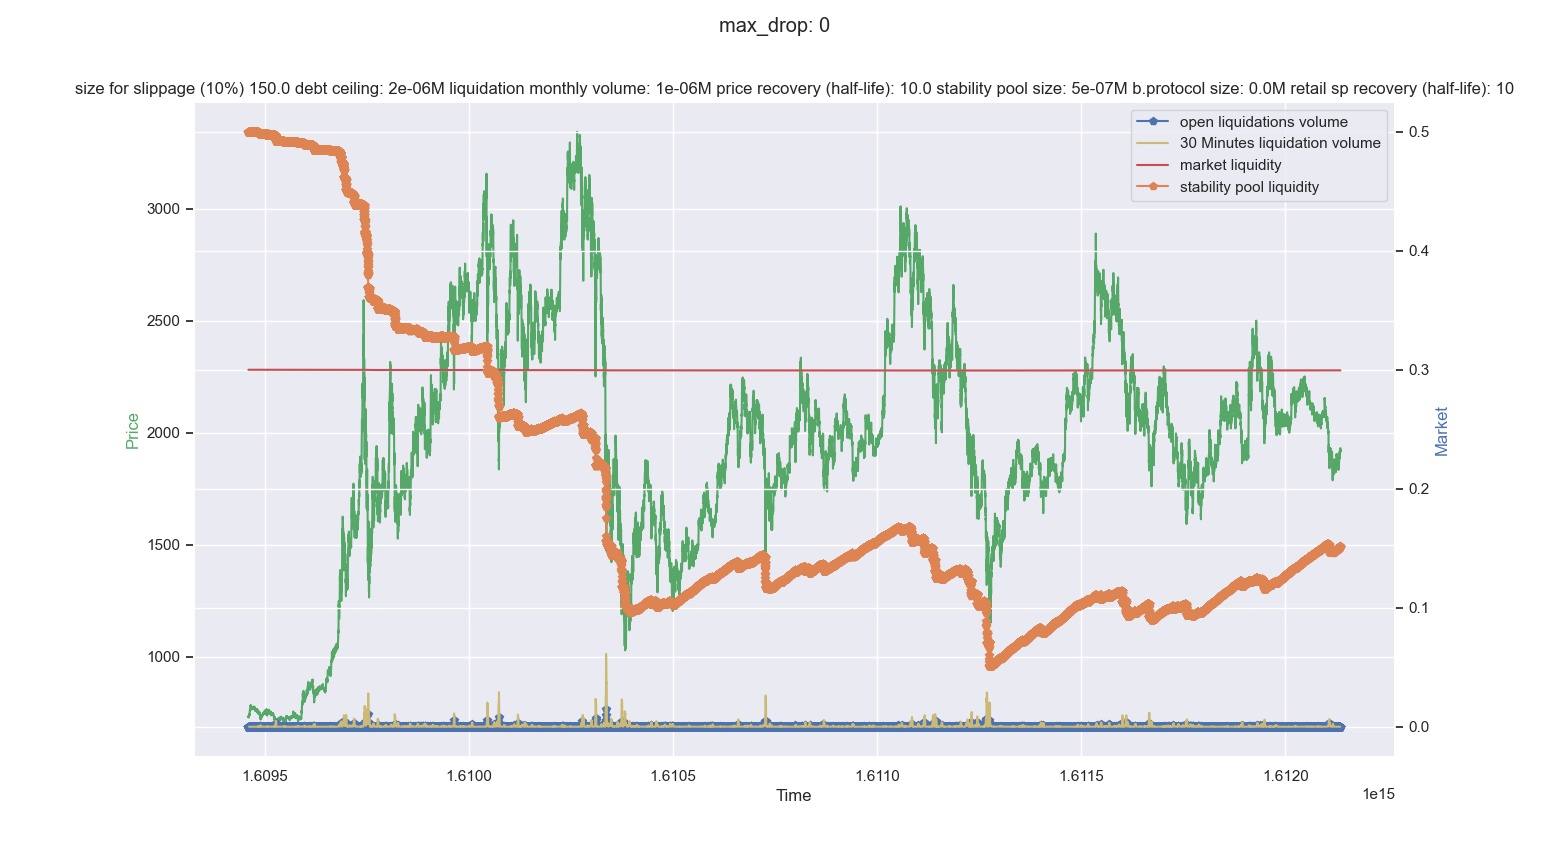 max_drop: 0
size for slippage (10%) 150.0 debt ceiling: 2e-06M liquidation monthly volume: 1e-06M price recovery (half-life): 10.0 stability pool size: 5e-07M b.protocol size: 0.0M retail sp recovery (half-life): 10
open liquidations volume
30 Minutes liquidation volume
market liquidity
stability pool liquidity
Price
3000
2500
2000
1500
1000
0.5
0.4
0.3
0.2
0.1
0.0
Market
1.6095 1.6100 1.6105 1.6110 1.6115 1.6120
1e15
Time